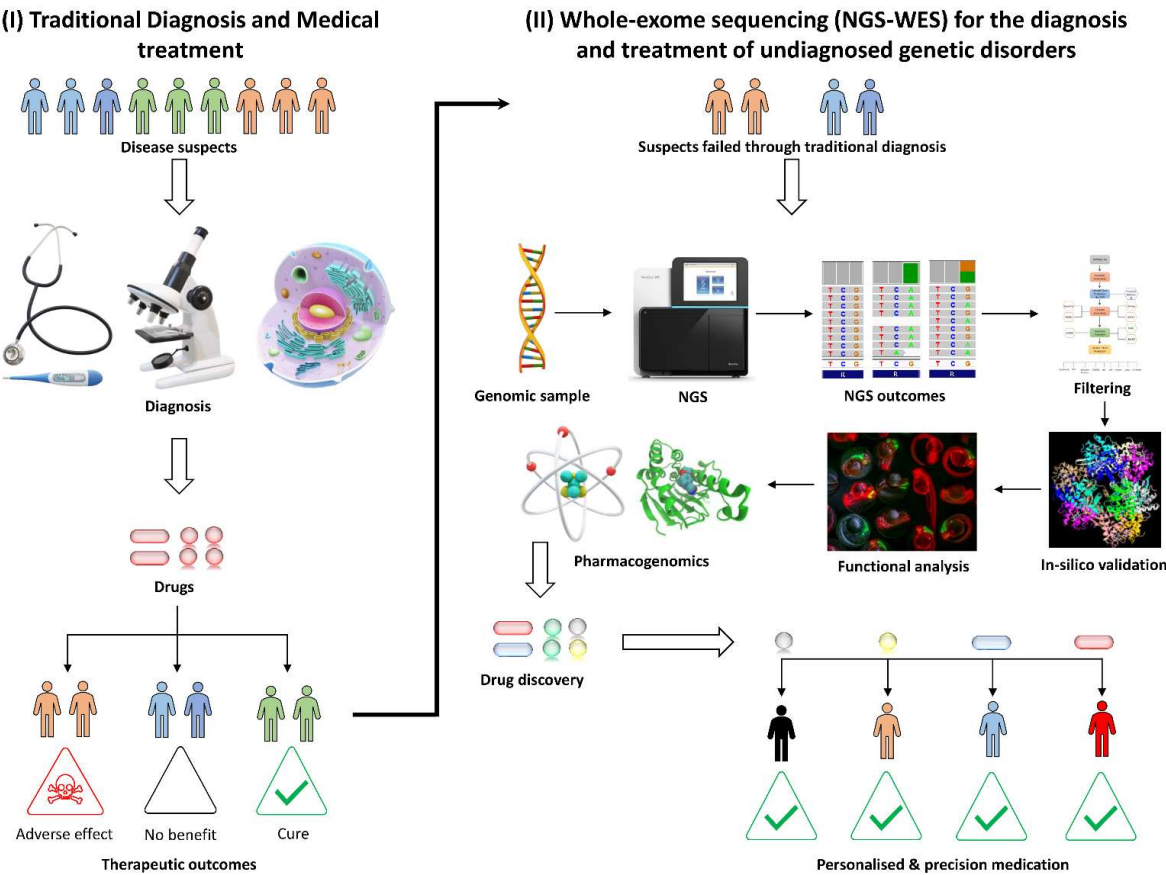 (I) Traditional Diagnosis and Medical
treatment
Disease suspects
Diagnosis
Drugs
Adverse effect
No benefit
Cure
Therapeutic outcomes
(II) Whole-exome sequencing (NGS-WES) for the diagnosis
and treatment of undiagnosed genetic disorders
Suspects failed through traditional diagnosis
Genomic sample
NGS
T C G T C A T C G
T C G T C A T C A
NGS outcomes
Filtering
Pharmacogenomics
Functional analysis
In-silico validation
Drug discovery
Personalised & precision medication